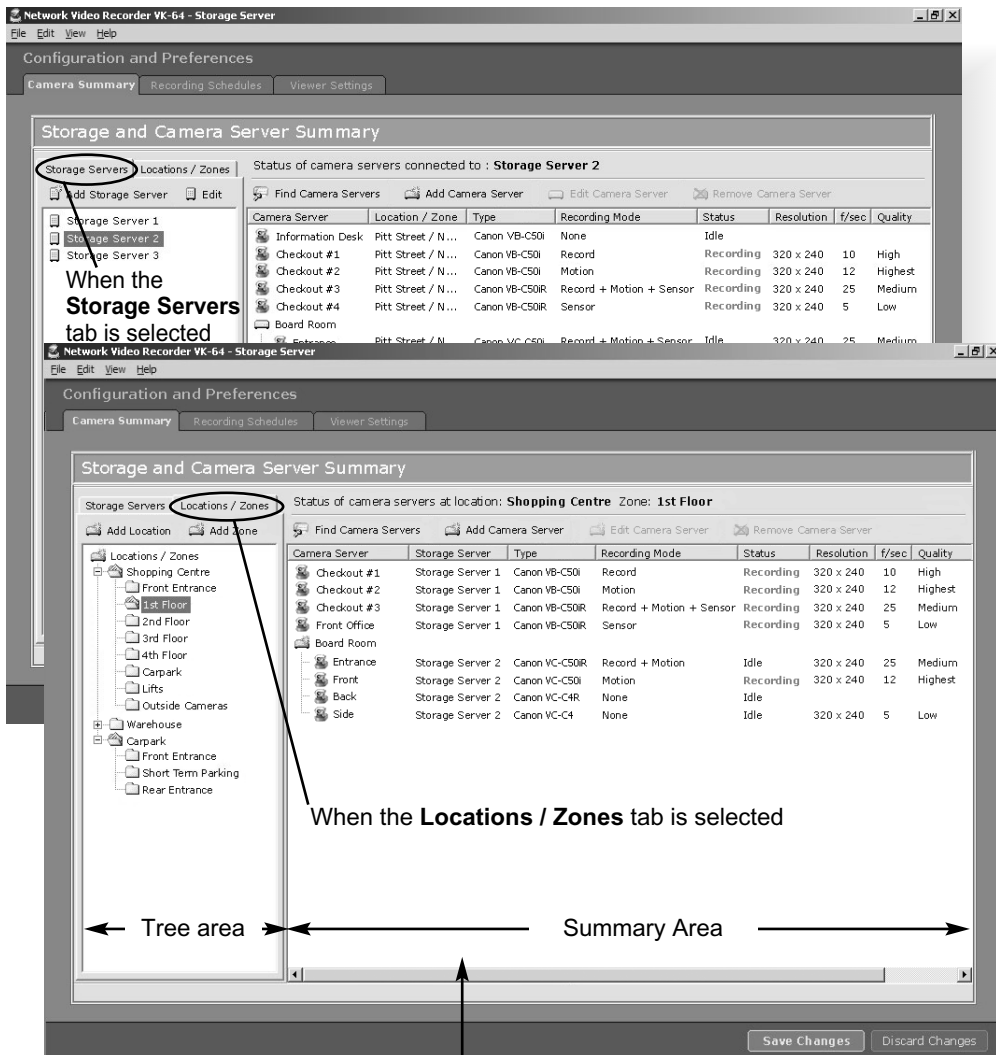 Network Video Recorder VK-64 - Storage Server
File Edit View Help
Configuration and Preferences
Camera Summary Recording Schedules Viewer Settings
Storage and Camera Server Summary
Storage Servers Locations / Zones Status of camera servers connected to : Storage Server 2
Add Storage Server Edit Find Camera Servers Add Camera Server Edit Camera Server Remove Camera Server
Camera Server Location / Zone Type Recording Mode Status Resolution f/sec Quality
Storage Server 1
Storage Server 2
Storage Server 3
Information Desk Pitt Street / N... Canon VB-C50i None Idle
Checkout #1 Pitt Street / N... Canon VB-C50i Record Recording 320 x 240 10 High
Checkout #2 Pitt Street / N... Canon VB-C50i Motion Recording 320 x 240 12 Highest
Checkout #3 Pitt Street / N... Canon VB-C50iR Record + Motion + Sensor Recording 320 x 240 25 Medium
Checkout #4 Pitt Street / N... Canon VB-C50iR Sensor Recording 320 x 240 5 Low
Board Room
Entrance Pitt Street / N Canon VC-C50i Record + Motion + Sensor Idle 320 x 240 25 Medium
When the
Storage Servers
tab is selected
Network Video Recorder VK-64 - Storage Server
File Edit View Help
Configuration and Preferences
Camera Summary Recording Schedules Viewer Settings
Storage and Camera Server Summary
Storage Servers Locations / Zones Status of camera servers at location: Shopping Centre Zone: 1st Floor
Add Location Add Zone Find Camera Servers Add Camera Server Edit Camera Server Remove Camera Server
Camera Server Storage Server Type Recording Mode Status Resolution f/sec Quality
Locations / Zones
Shopping Centre
Front Entrance
1st Floor
2nd Floor
3rd Floor
4th Floor
Carpark
Lifts
Outside Cameras
Warehouse
Carpark
Front Entrance
Short Term Parking
Rear Entrance
Checkout #1 Storage Server 1 Canon VB-C50i Record Recording 320 x 240 10 High
Checkout #2 Storage Server 1 Canon VB-C50i Motion Recording 320 x 240 12 Highest
Checkout #3 Storage Server 1 Canon VB-C50iR Record + Motion + Sensor Recording 320 x 240 25 Medium
Front Office Storage Server 1 Canon VB-C50iR Sensor Recording 320 x 240 5 Low
Board Room
Entrance Storage Server 2 Canon VC-C50iR Record + Motion Idle 320 x 240 25 Medium
Front Storage Server 2 Canon VC-C50i Motion Recording 320 x 240 12 Highest
Back Storage Server 2 Canon VC-C4R None Idle
Side Storage Server 2 Canon VC-C4 None Idle 320 x 240 5 Low
When the Locations / Zones tab is selected
Tree area
Summary Area
Save Changes Discard Changes